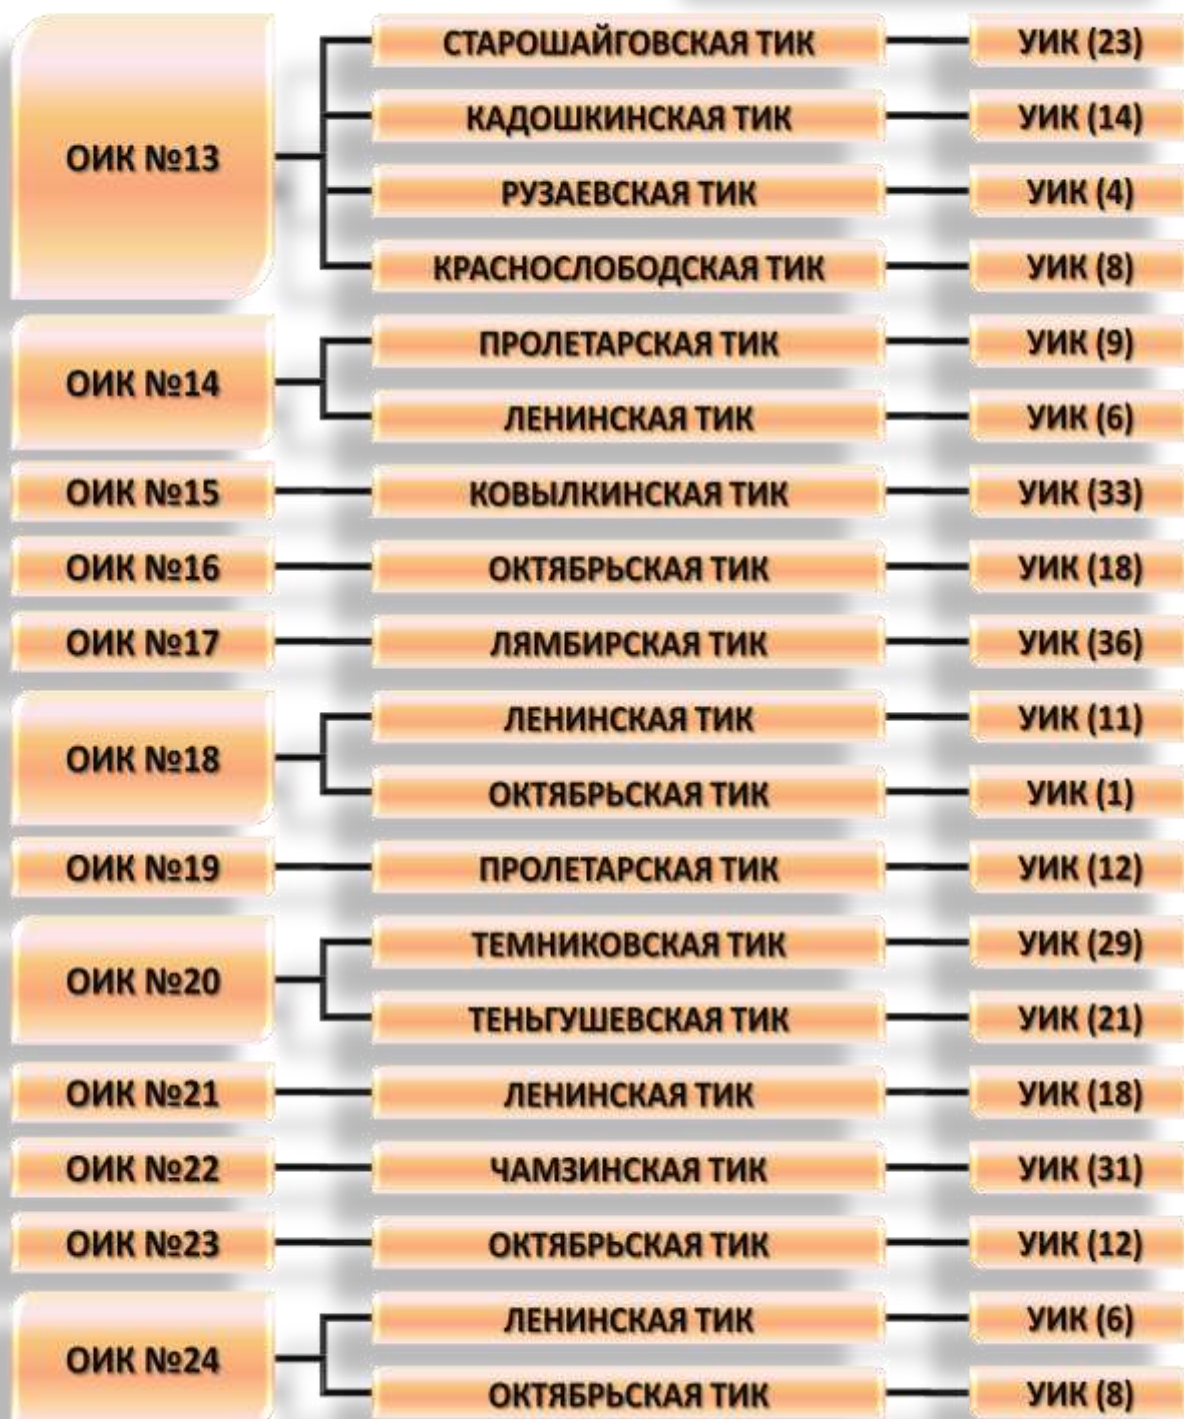 ОИК №13
СТАРОШАЙГОВСКАЯ ТИК
УИК (23)
КАДОШКИНСКАЯ ТИК
УИК (14)
РУЗАЕВСКАЯ ТИК
УИК (4)
КРАСНОСЛОБОДСКАЯ ТИК
УИК (8)
ОИК №14
ПРОЛЕТАРСКАЯ ТИК
УИК (9)
ЛЕНИНСКАЯ ТИК
УИК (6)
ОИК №15
КОВЫЛКИНСКАЯ ТИК
УИК (33)
ОИК №16
ОКТЯБРЬСКАЯ ТИК
УИК (18)
ОИК №17
ЛЯМБИРСКАЯ ТИК
УИК (36)
ОИК №18
ЛЕНИНСКАЯ ТИК
УИК (11)
ОКТЯБРЬСКАЯ ТИК
УИК (1)
ОИК №19
ПРОЛЕТАРСКАЯ ТИК
УИК (12)
ОИК №20
ТЕМНИКОВСКАЯ ТИК
УИК (29)
ТЕНЬГУШЕВСКАЯ ТИК
УИК (21)
ОИК №21
ЛЕНИНСКАЯ ТИК
УИК (18)
ОИК №22
ЧАМЗИНСКАЯ ТИК
УИК (31)
ОИК №23
ОКТЯБРЬСКАЯ ТИК
УИК (12)
ОИК №24
ЛЕНИНСКАЯ ТИК
УИК (6)
ОКТЯБРЬСКАЯ ТИК
УИК (8)